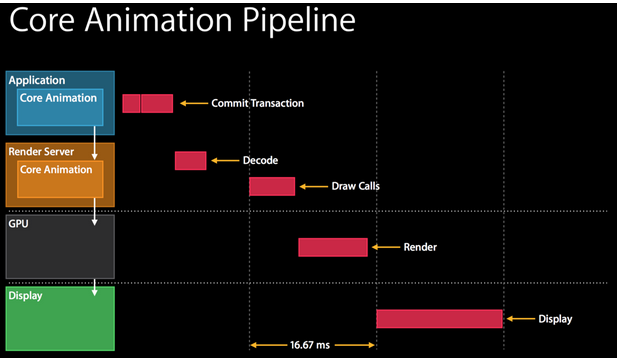 Core Animation Pipeline
Application
Core Animation
Commit Transaction
Render Server
Decode
Core Animation
Draw Calls
GPU
Render
Display
Display
16.67 ms